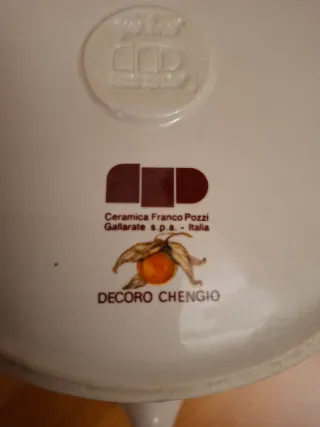 Ceramica Franco Pozzi
Gallarate s.p.a. - Italia
DECORO CHENGIO